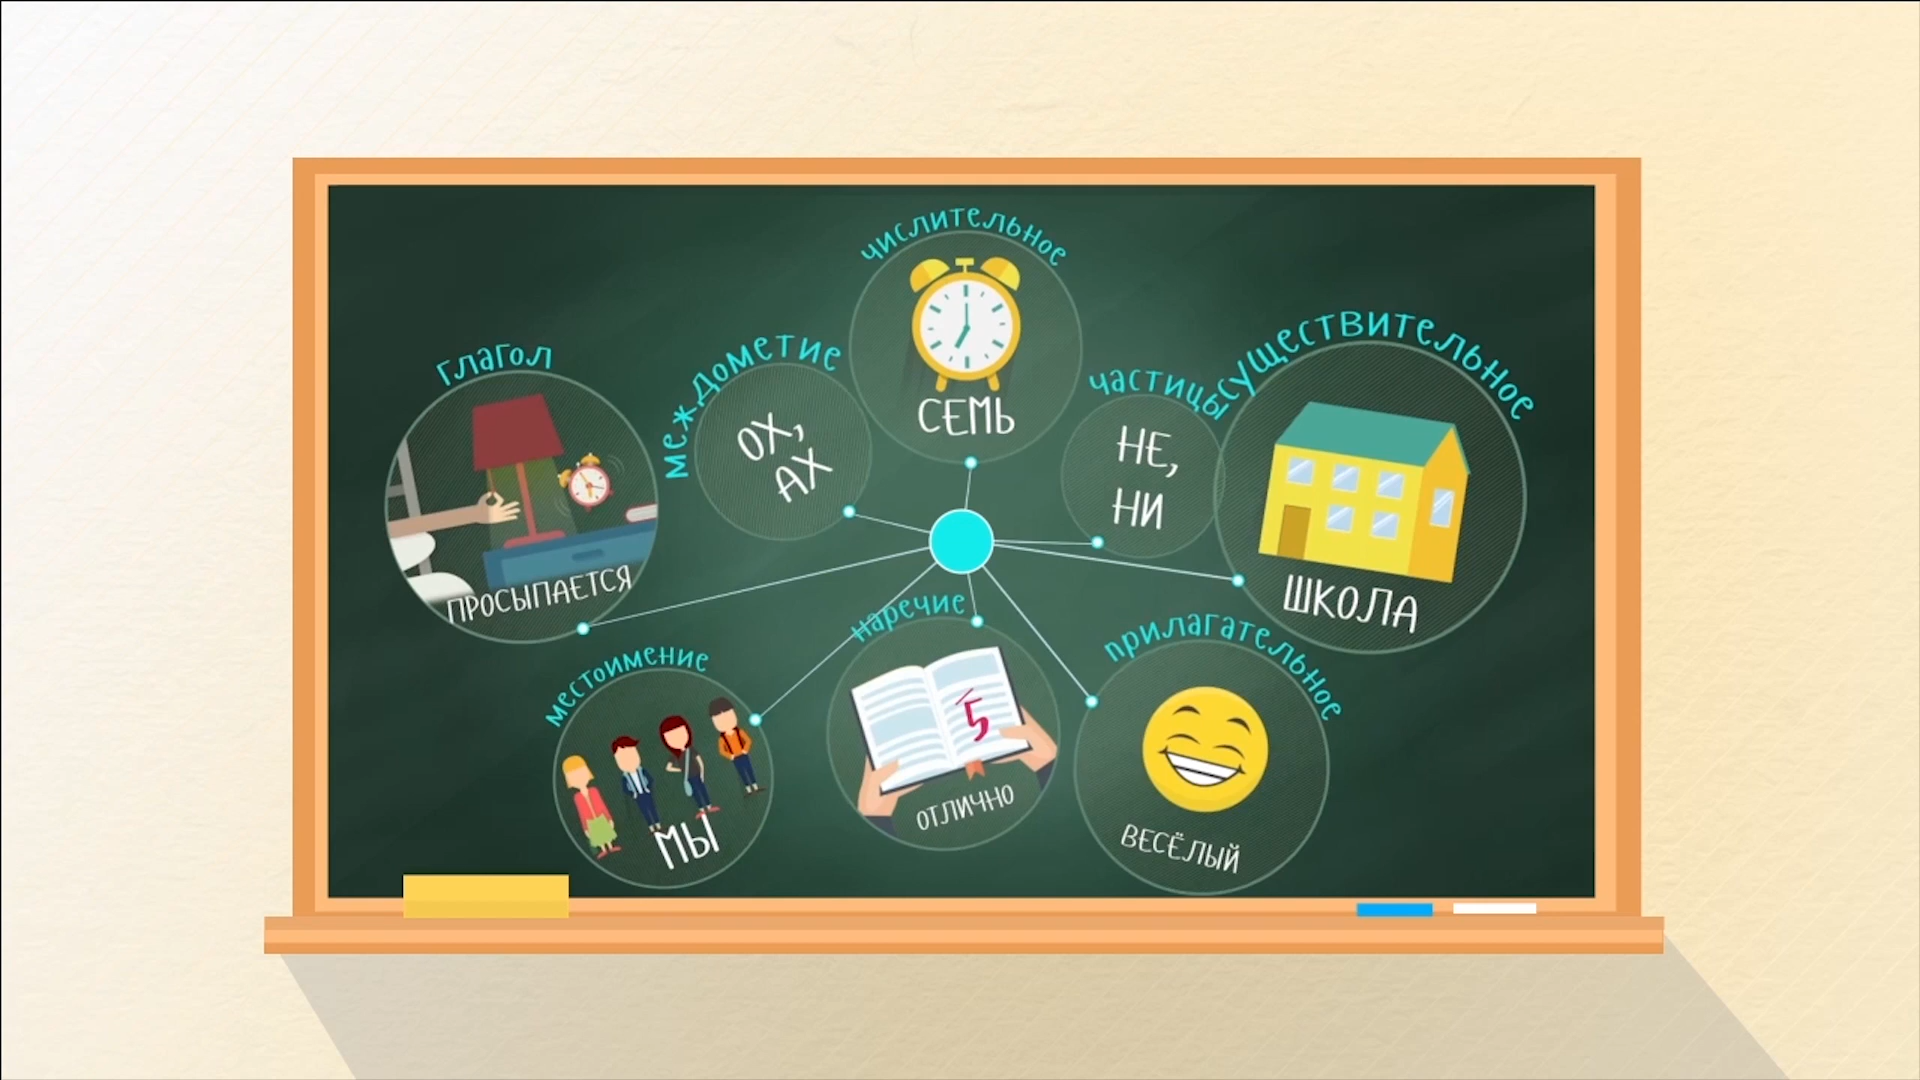 числительное
СЕМЬ
глагол
ПРОСЫПАЕТСЯ
междометие
ОХ,
АХ
частицы
НЕ,
НИ
существительное
ШКОЛА
местоимение
МЫ
наречие
5
ОТЛИЧНО
прилагательное
ВЕСЁЛЫЙ